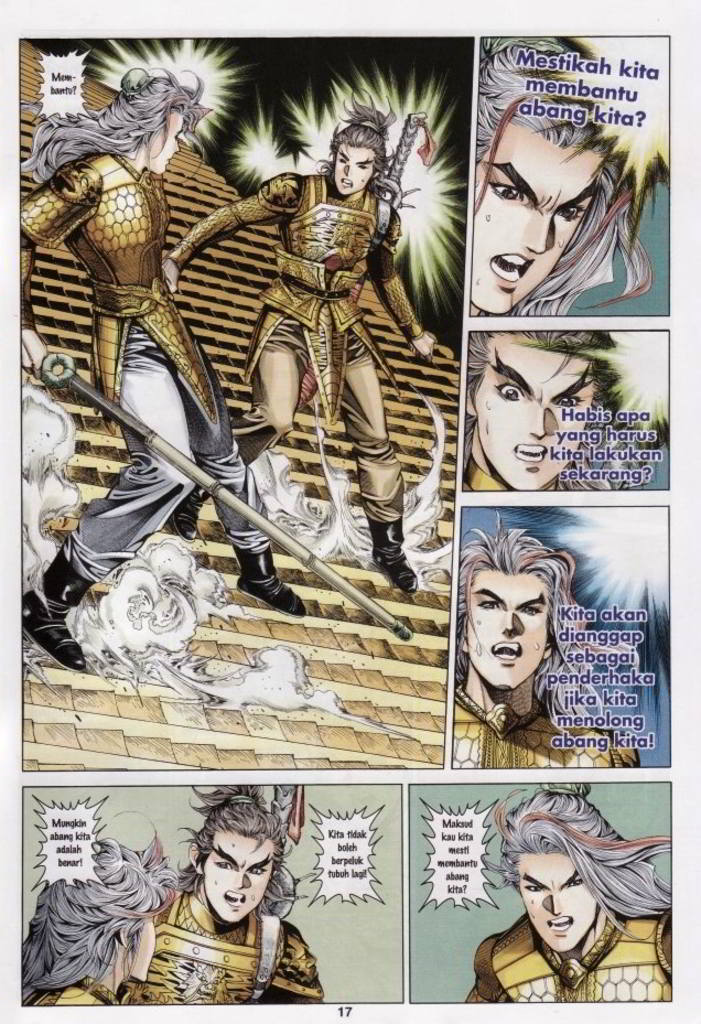 Mem-
bantu?
Mestikah kita
membantu
abang kita?
Habis apa
yang harus
kita lakukan
sekarang?
Kita akan
dianggap
sebagai
penderhaka
jika kita
menolong
abang kita!
Mungkin
abang kita
adalah
benar!
Kita tidak
boleh
berpeluk
tubuh lagi!
Maksud
kau kita
mesti
membantu
abang
kita?
17